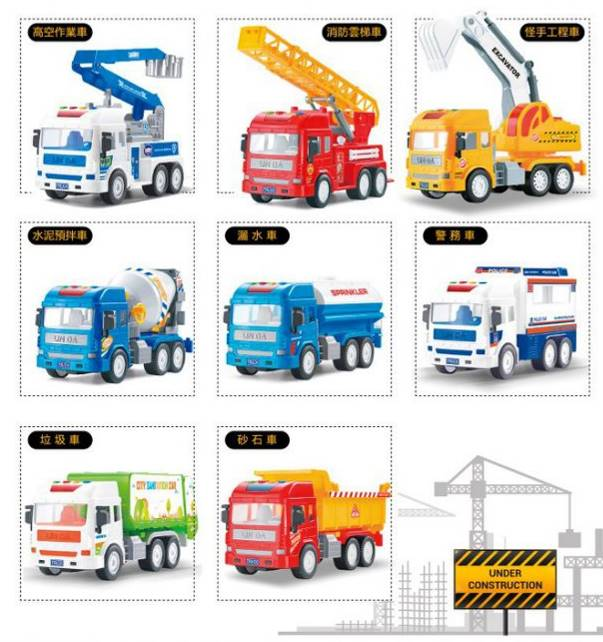 高空作業車
消防雲梯車
怪手工程車
EXCAVATOR
水泥預拌車
灑水車
警務車
SPRINKLER
POLICE
垃圾車
砂石車
CITY SANITATION CAR
UNDER
CONSTRUCTION